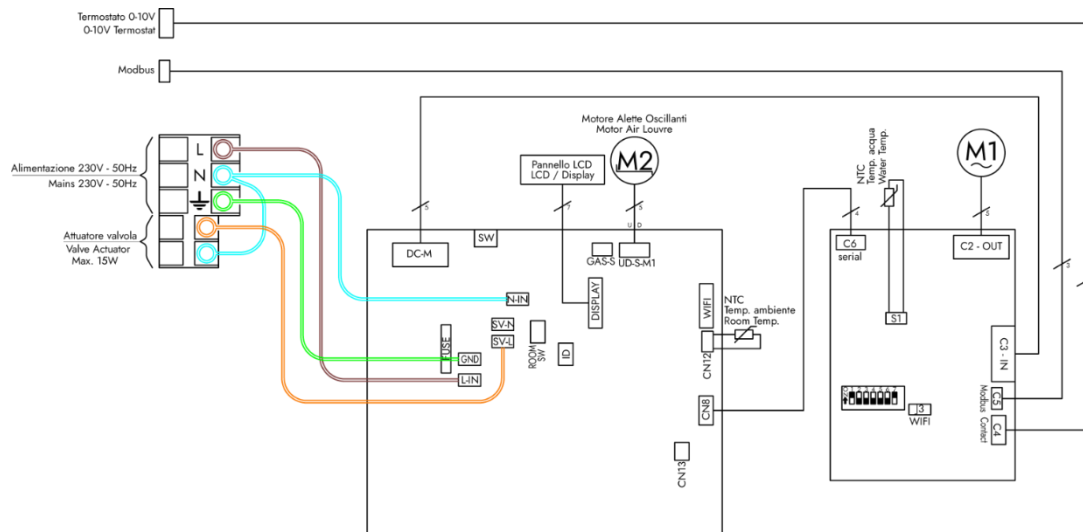 Termostato 0-10V
0-10V Termostat
Modbus
Alimentazione 230V - 50Hz
Mains 230V - 50Hz
L
N
Attuatore valvola
Valve Actuator
Max. 15W
Motore Alette Oscillanti
Motor Air Louvre
Pannello LCD
LCD / Display
M2
M1
NTC
Temp. acqua
Water Temp.
5
7
5
4
3
3
U D
DC-M
SW
GAS-S
UD-S-M1
DISPLAY
N-IN
SV-N
SV-L
FUSE
GND
L-IN
ROOM
SW
ID
WIFI
NTC
Temp. ambiente
Room Temp.
CN12
CN8
CN13
C6
serial
C2 - OUT
S1
C3 - IN
C5
Modbus
C4
Contact
J3
WIFI